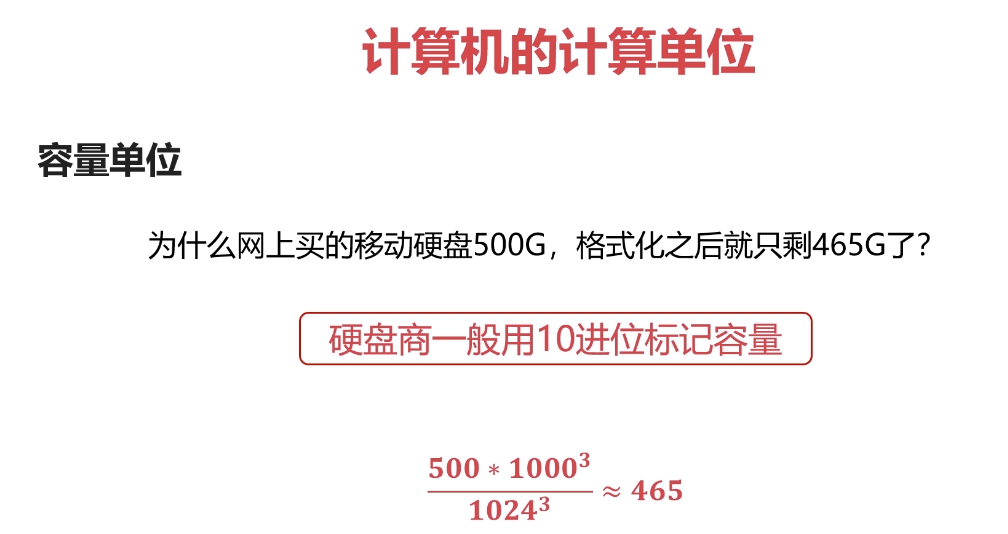 计算机的计算单位
容量单位
为什么网上买的移动硬盘500G，格式化之后就只剩465G了？
硬盘商一般用10进位标记容量
500 ∗ 1000³
1024³
≈ 465